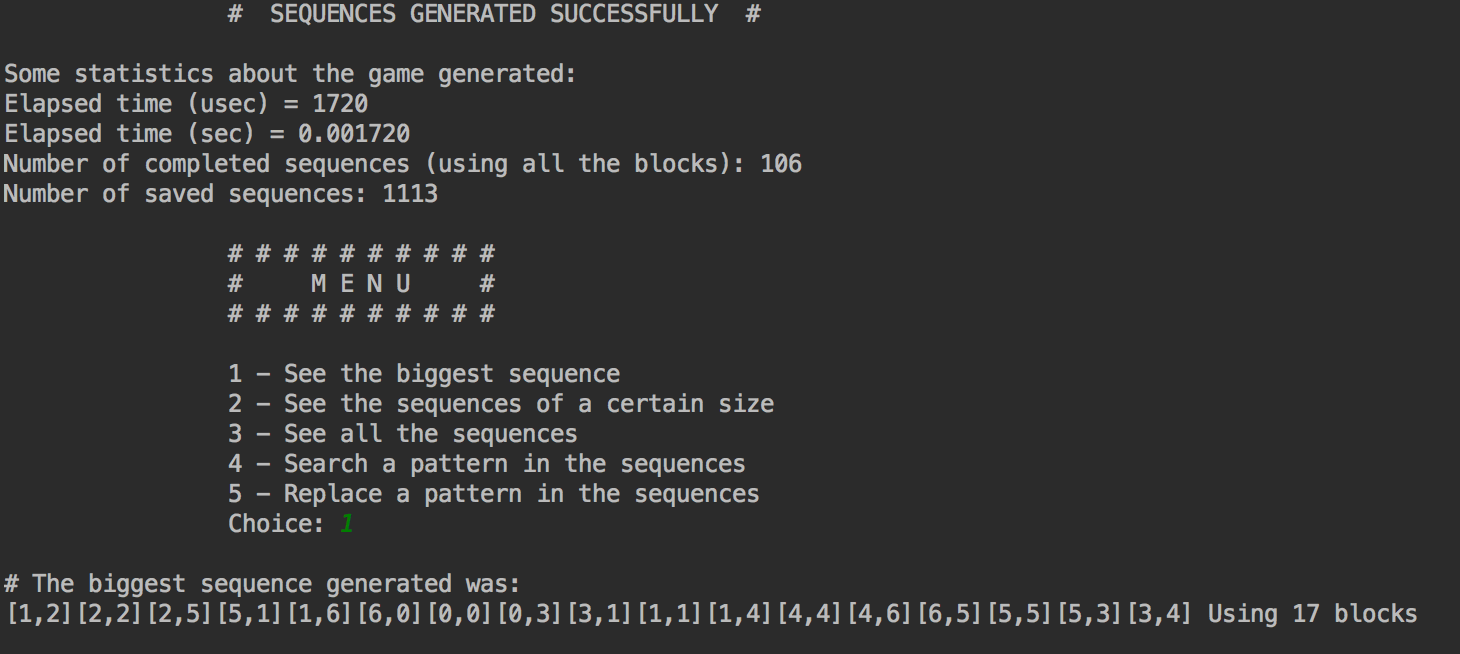 # SEQUENCES GENERATED SUCCESSFULLY #
Some statistics about the game generated:
Elapsed time (usec) = 1720
Elapsed time (sec) = 0.001720
Number of completed sequences (using all the blocks): 106
Number of saved sequences: 1113
# # # # # # # # # #
# M E N U #
# # # # # # # # # #
1 – See the biggest sequence
2 – See the sequences of a certain size
3 – See all the sequences
4 – Search a pattern in the sequences
5 – Replace a pattern in the sequences
Choice: 1
# The biggest sequence generated was:
[1,2][2,2][2,5][5,1][1,6][6,0][0,0][0,3][3,1][1,1][1,4][4,4][4,6][6,5][5,5][5,3][3,4] Using 17 blocks